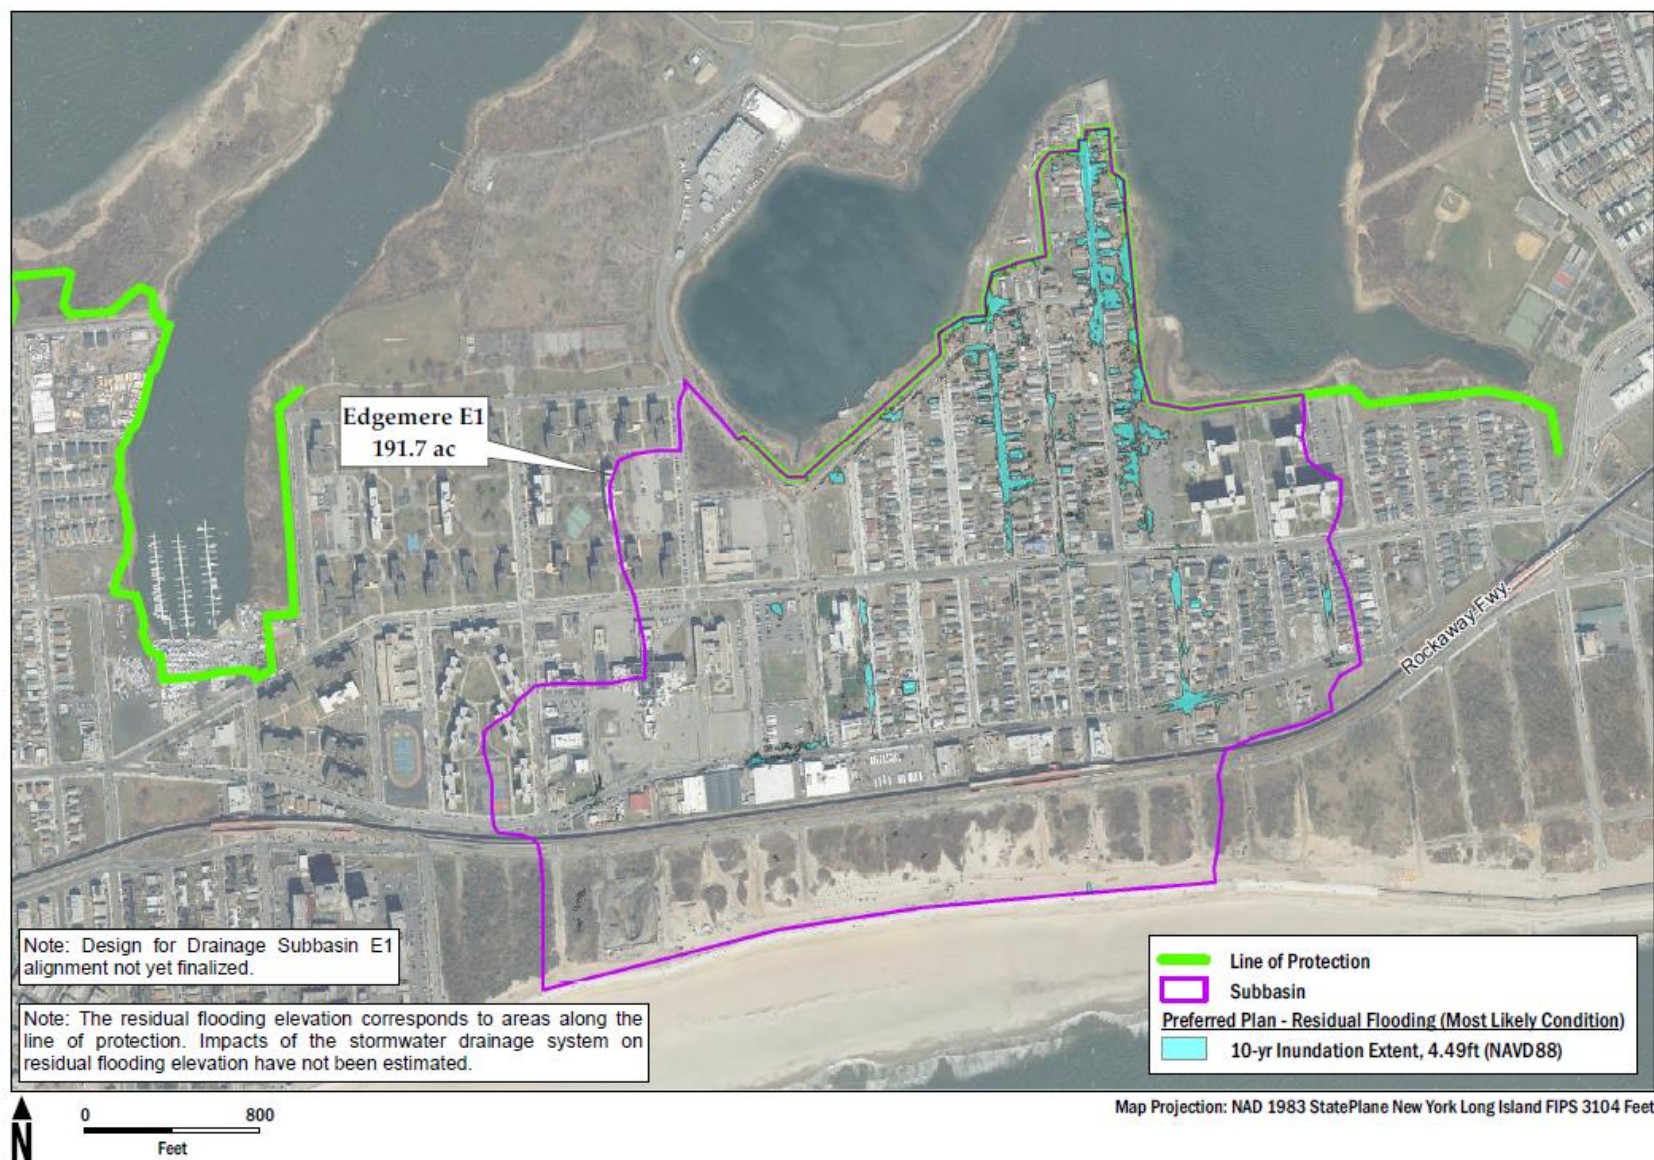 Edgemere E1
191.7 ac
Rockaway Fwy.
Note: Design for Drainage Subbasin E1
alignment not yet finalized.
Note: The residual flooding elevation corresponds to areas along the
line of protection. Impacts of the stormwater drainage system on
residual flooding elevation have not been estimated.
Line of Protection
Subbasin
Preferred Plan - Residual Flooding (Most Likely Condition)
10-yr Inundation Extent, 4.49ft (NAVD88)
N
0 800
Feet
Map Projection: NAD 1983 StatePlane New York Long Island FIPS 3104 Feet